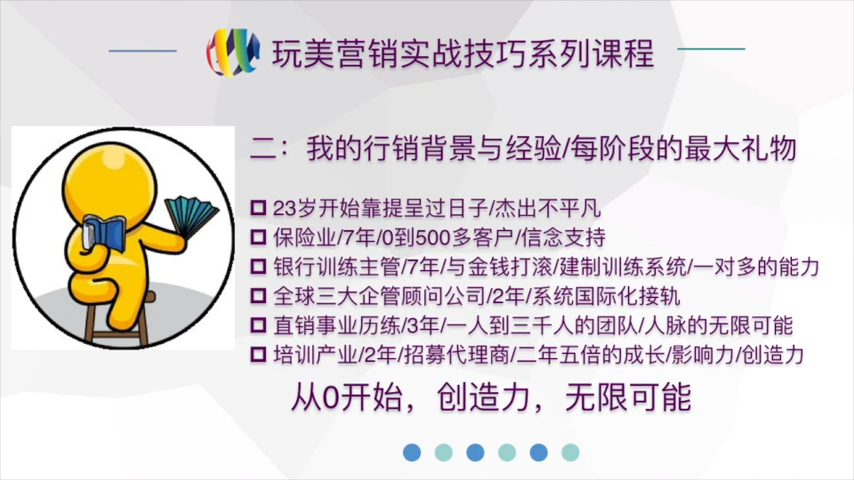 玩美营销实战技巧系列课程
二：我的行销背景与经验/每阶段的最大礼物
23岁开始靠提呈过日子/杰出不平凡
保险业/7年/0到500多客户/信念支持
银行训练主管/7年/与金钱打滚/建制训练系统/一对多的能力
全球三大企管顾问公司/2年/系统国际化接轨
直销事业历练/3年/一人到三千人的团队/人脉的无限可能
培训产业/2年/招募代理商/二年五倍的成长/影响力/创造力
从0开始，创造力，无限可能